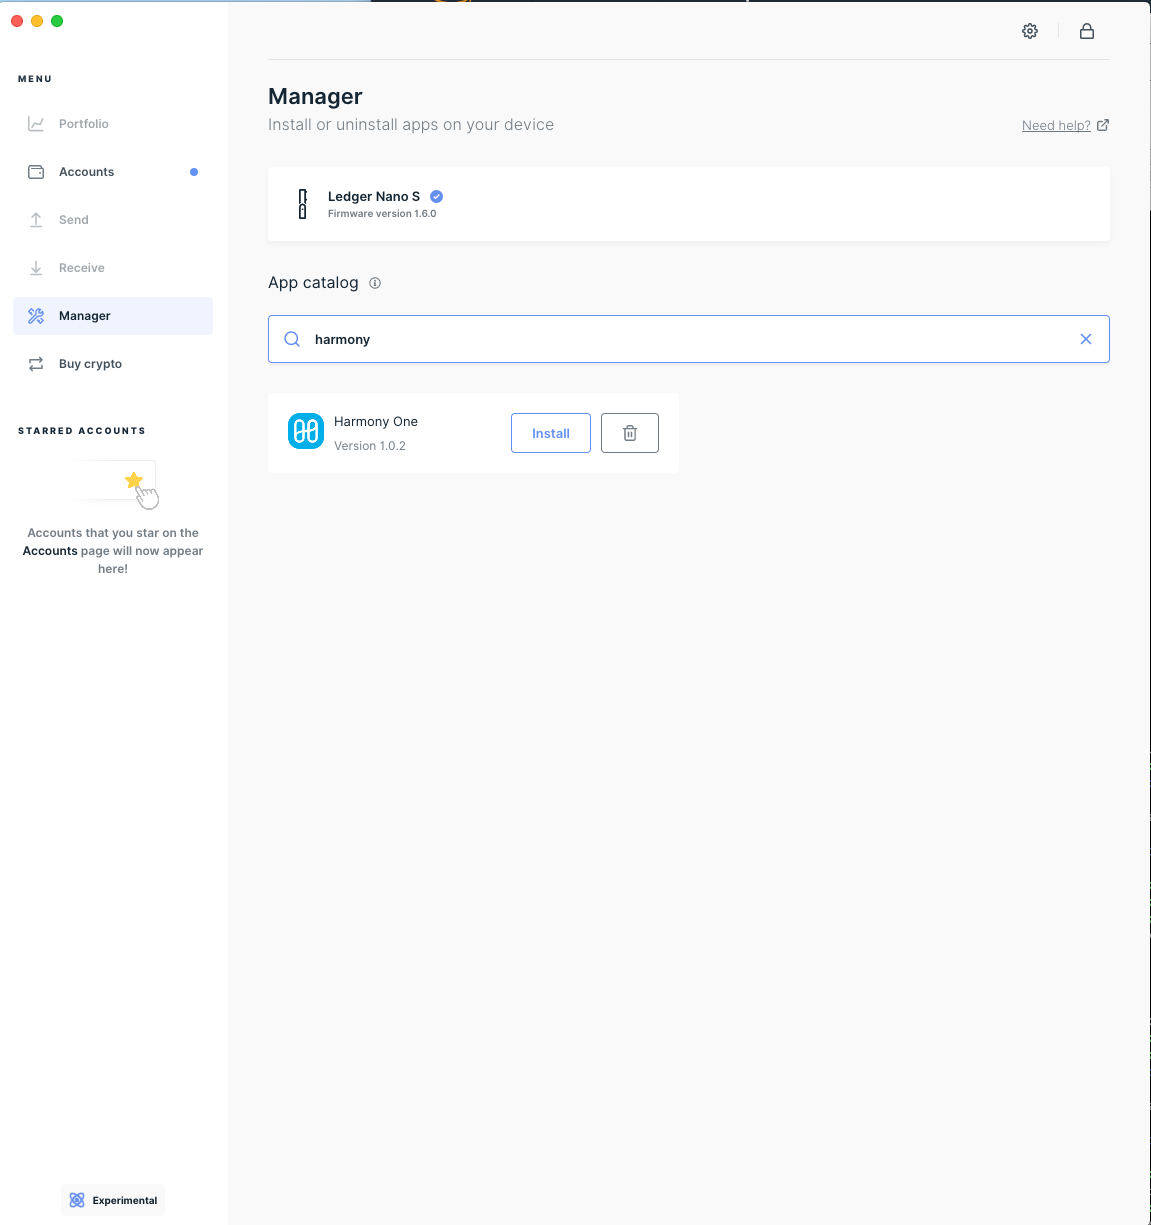 MENU
Portfolio
Accounts
Send
Receive
Manager
Buy crypto
STARRED ACCOUNTS
Accounts that you star on the
Accounts page will now appear
here!
Experimental
Manager
Install or uninstall apps on your device
Need help?
Ledger Nano S
Firmware version 1.6.0
App catalog
harmony
Harmony One
Version 1.0.2
Install